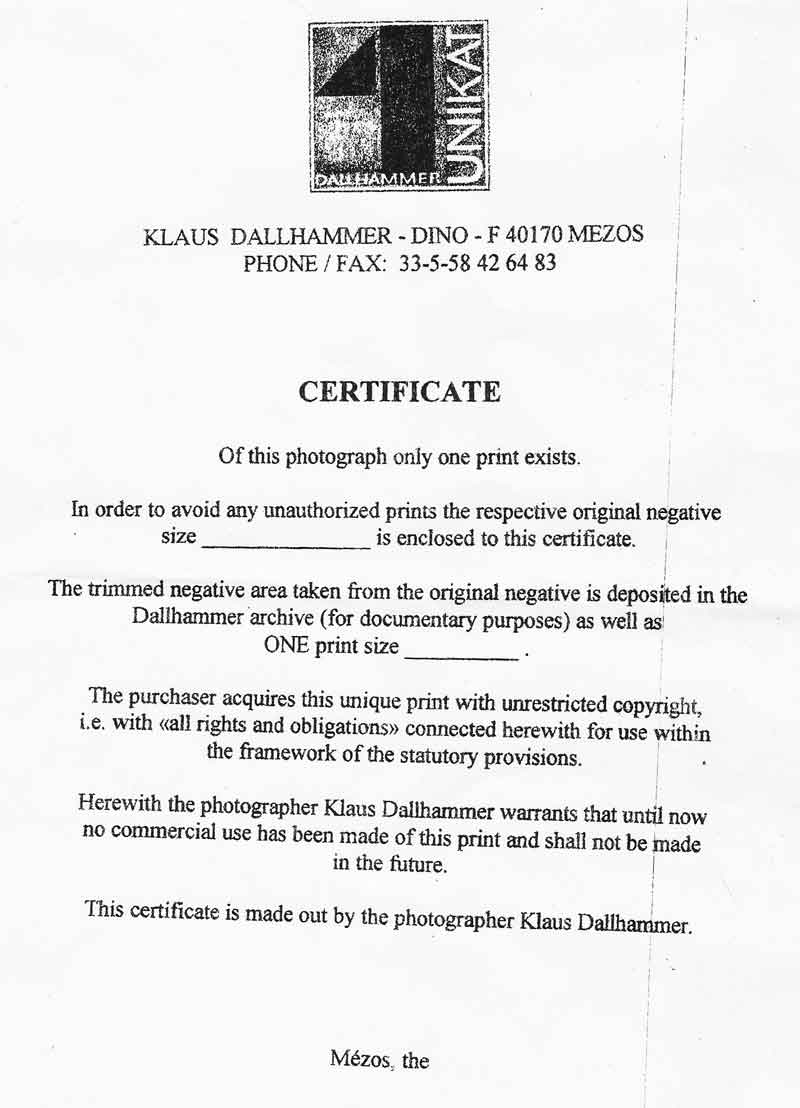 UNIIKAT
DALLHAMMER
KLAUS DALLHAMMER - DINO - F 40170 MEZOS
PHONE / FAX: 33-5-58 42 64 83
CERTIFICATE
Of this photograph only one print exists.
In order to avoid any unauthorized prints the respective original negative
size _______________ is enclosed to this certificate.
The trimmed negative area taken from the original negative is deposited in the
Dallhammer archive (for documentary purposes) as well as
ONE print size __________ .
The purchaser acquires this unique print with unrestricted copyright,
i.e. with «all rights and obligations» connected herewith for use within
the framework of the statutory provisions.
Herewith the photographer Klaus Dallhammer warrants that until now
no commercial use has been made of this print and shall not be made
in the future.
This certificate is made out by the photographer Klaus Dallhammer.
Mézos, the